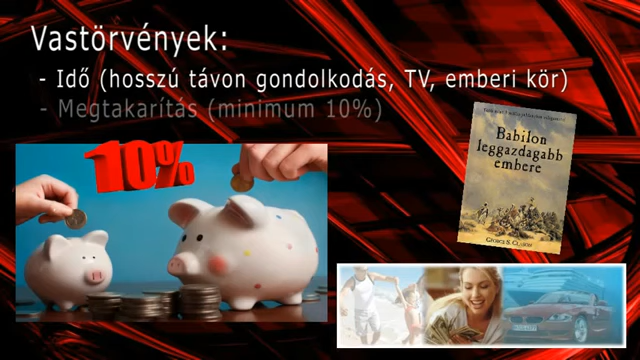 Vastörvények:
- Idő (hosszú távon gondolkodás, TV, emberi kör)
- Megtakarítás (minimum 10%)
10%
Babilon
leggazdagabb
embere
George S. Clason